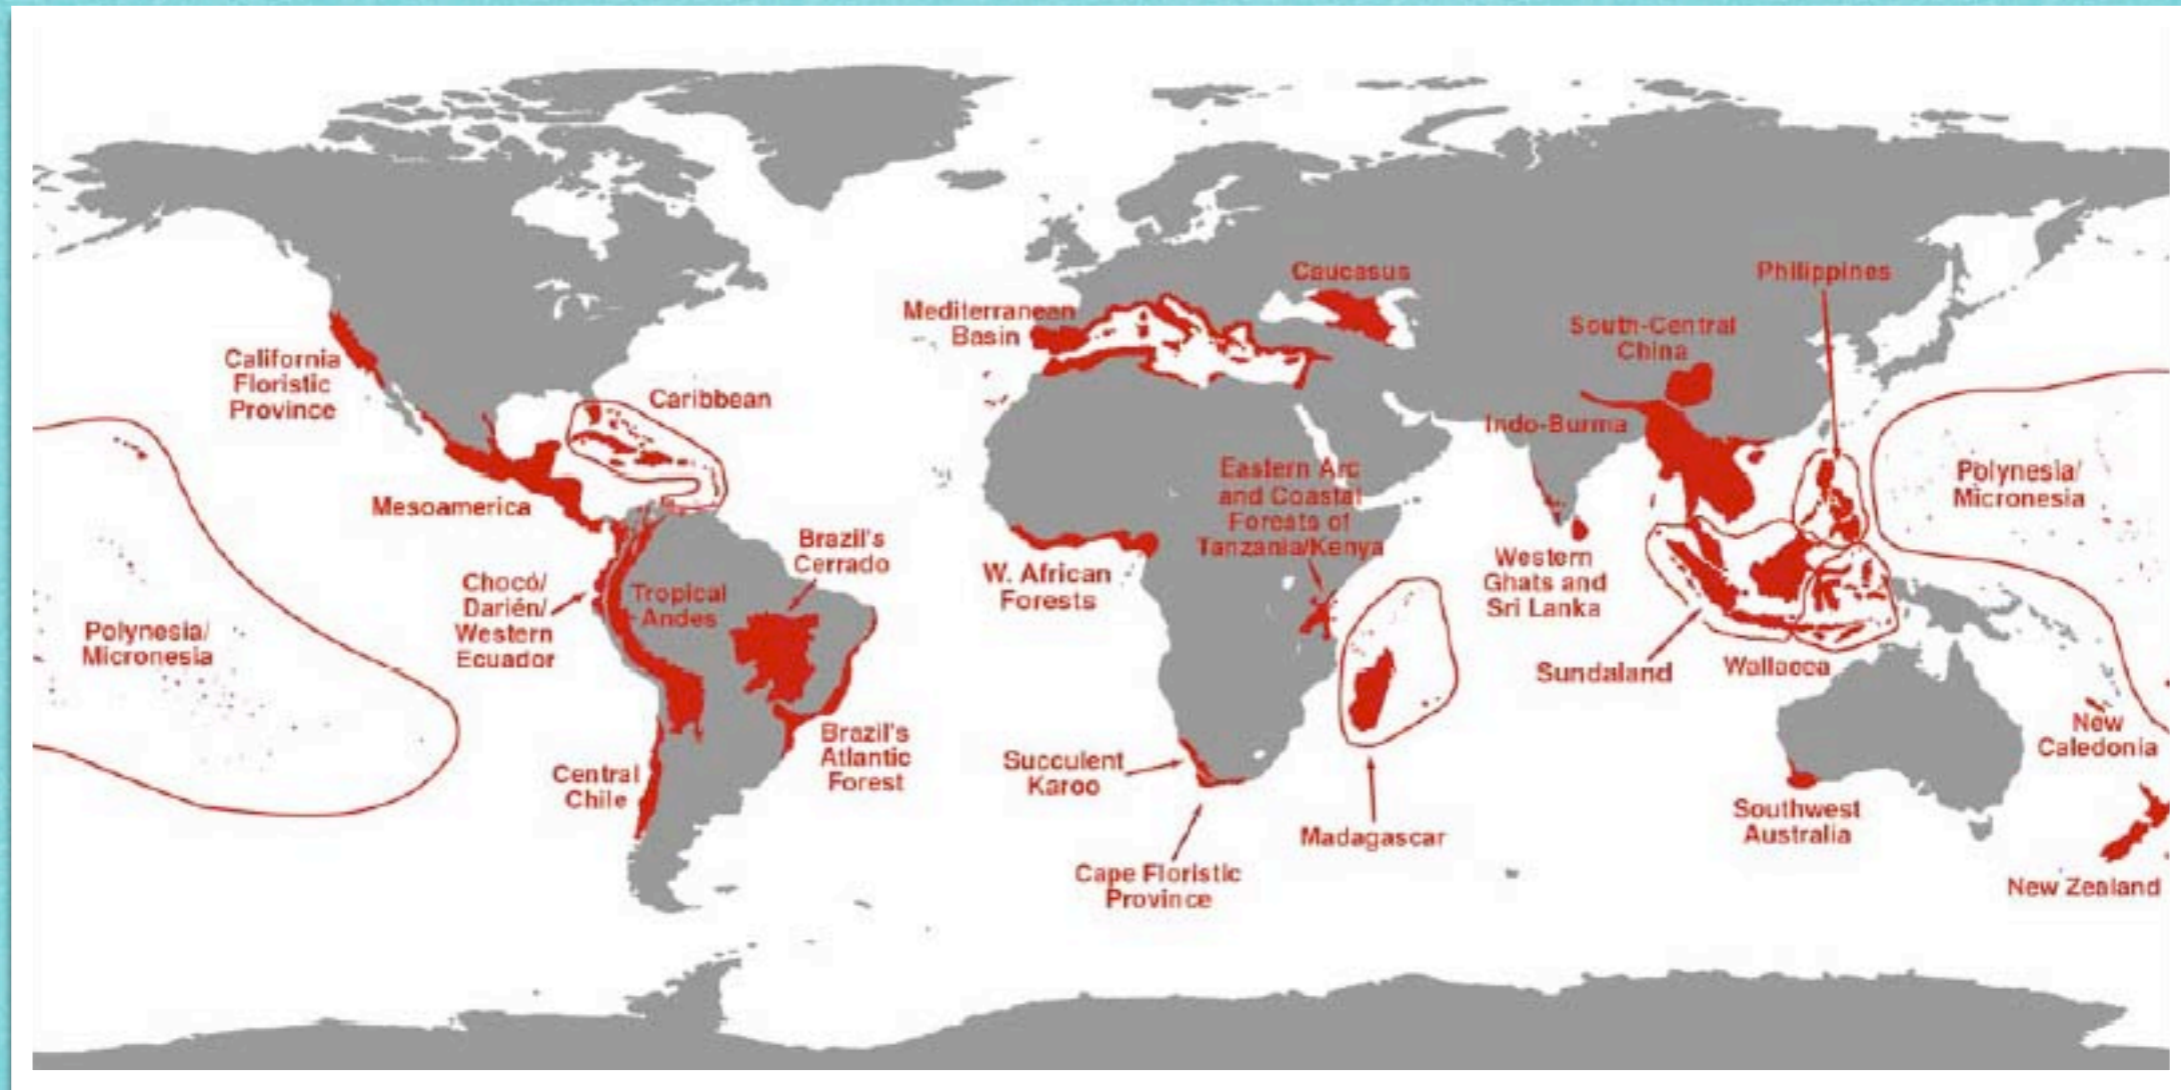 Caucasus
Philippines
Mediterranean
Basin
South-Central
China
California
Floristic
Province
Caribbean
Indo-Burma
Eastern Arc
and Coastal
Forests of
Tanzania/Kenya
Polynesia/
Micronesia
Mesoamerica
Brazil's
Cerrado
W. African
Forests
Western
Ghats and
Sri Lanka
Chocó/
Darién/
Western
Ecuador
Tropical
Andes
Polynesia/
Micronesia
Sundaland
Wallacea
Brazil's
Atlantic
Forest
New
Caledonia
Succulent
Karoo
Central
Chile
Southwest
Australia
Madagascar
Cape Floristic
Province
New Zealand